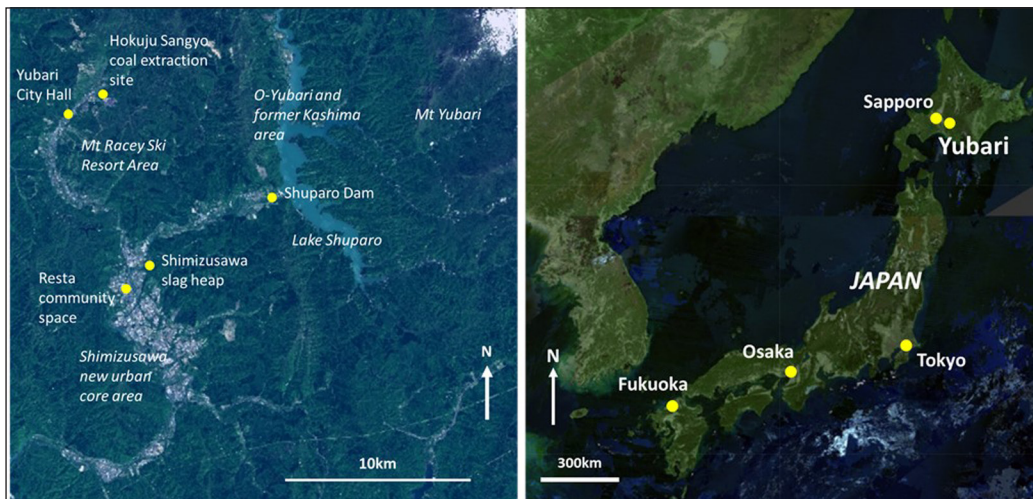 Hokuju Sangyo
coal extraction
site
Yubari
City Hall
O-Yubari and
former Kashima
area
Mt Yubari
Mt Racey Ski
Resort Area
Shuparo Dam
Lake Shuparo
Shimizusawa
slag heap
Resta
community
space
Shimizusawa
new urban
core area
N
10km
Sapporo
Yubari
JAPAN
Osaka
Tokyo
Fukuoka
N
300km